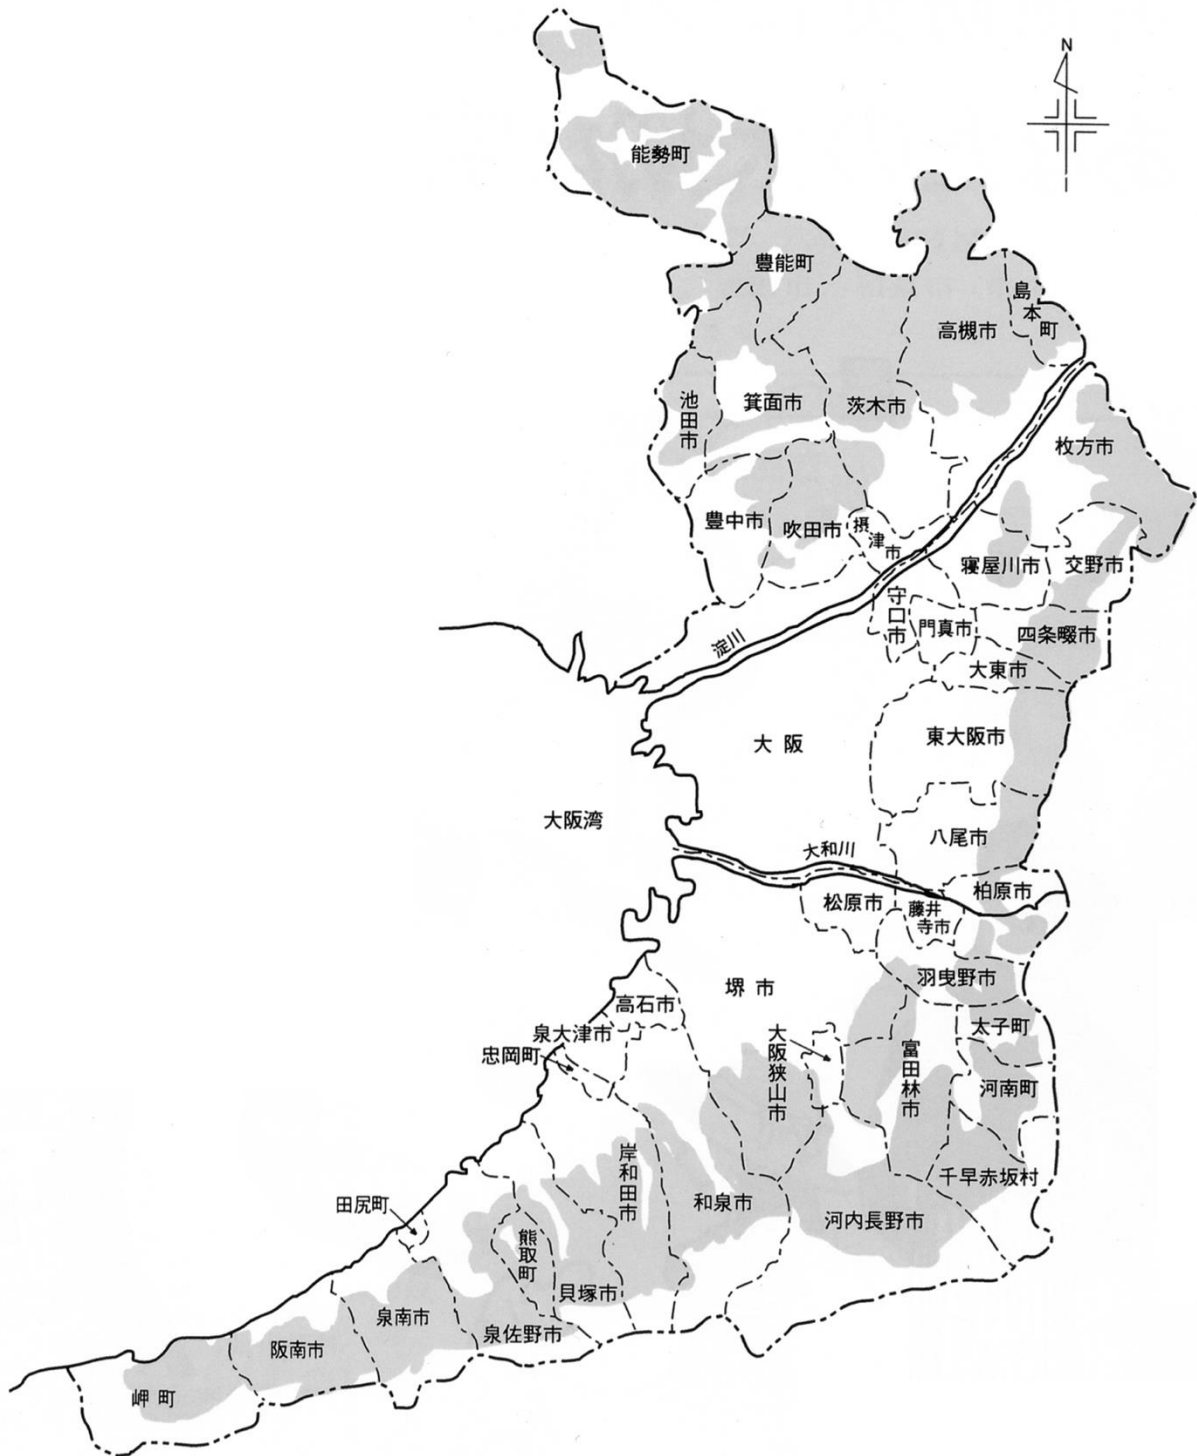 N
能勢町
豊能町
島本町
高槻市
池田市
箕面市
茨木市
枚方市
豊中市
吹田市
摂津市
寝屋川市
交野市
守口市
門真市
四条畷市
淀川
大東市
東大阪市
大阪
大阪湾
八尾市
大和川
柏原市
松原市
藤井
寺市
羽曳野市
堺市
高石市
太子町
泉大津市
忠岡町
大阪狭山市
富田林市
河南町
岸和田市
千早赤坂村
和泉市
河内長野市
田尻町
熊取町
貝塚市
泉南市
泉佐野市
阪南市
岬町